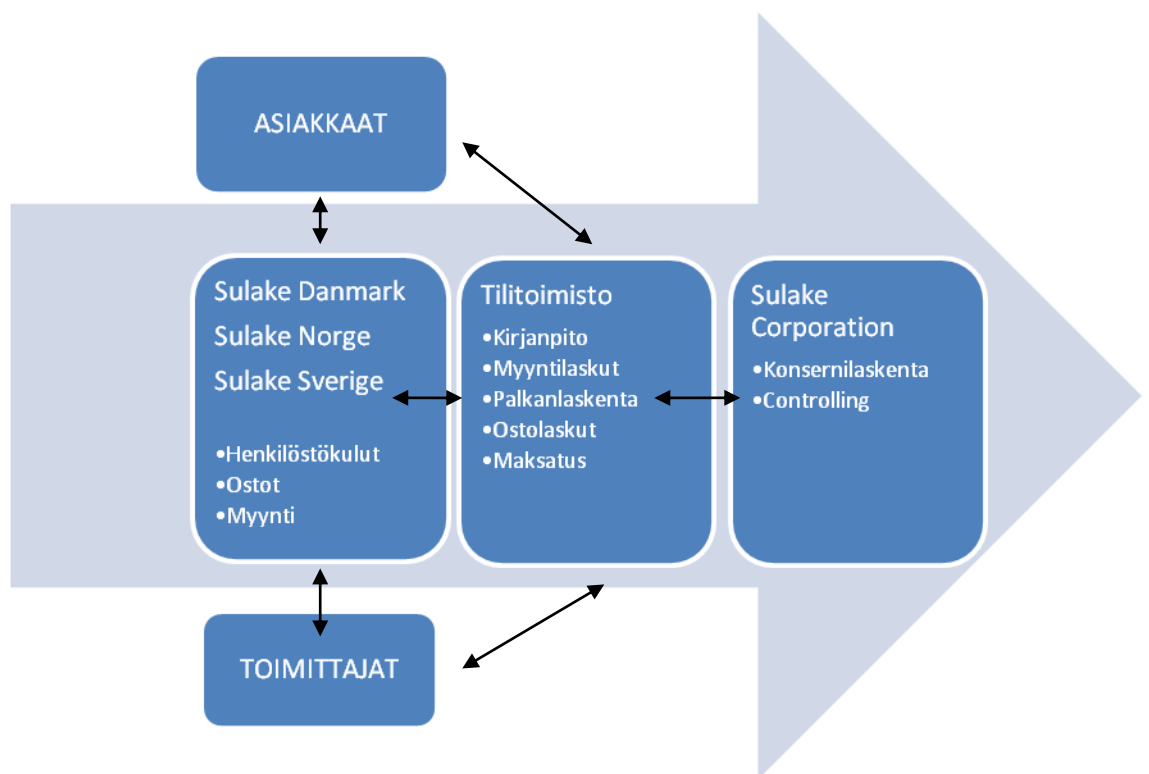 ASIAKKAAT
Sulake Danmark
Sulake Norge
Sulake Sverige
•Henkilöstökulut
•Ostot
•Myynti
Tilitoimisto
•Kirjanpito
•Myyntilaskut
•Palkanlaskenta
•Ostolaskut
•Maksatus
Sulake
Corporation
•Konsernilaskenta
•Controlling
TOIMITTAJAT